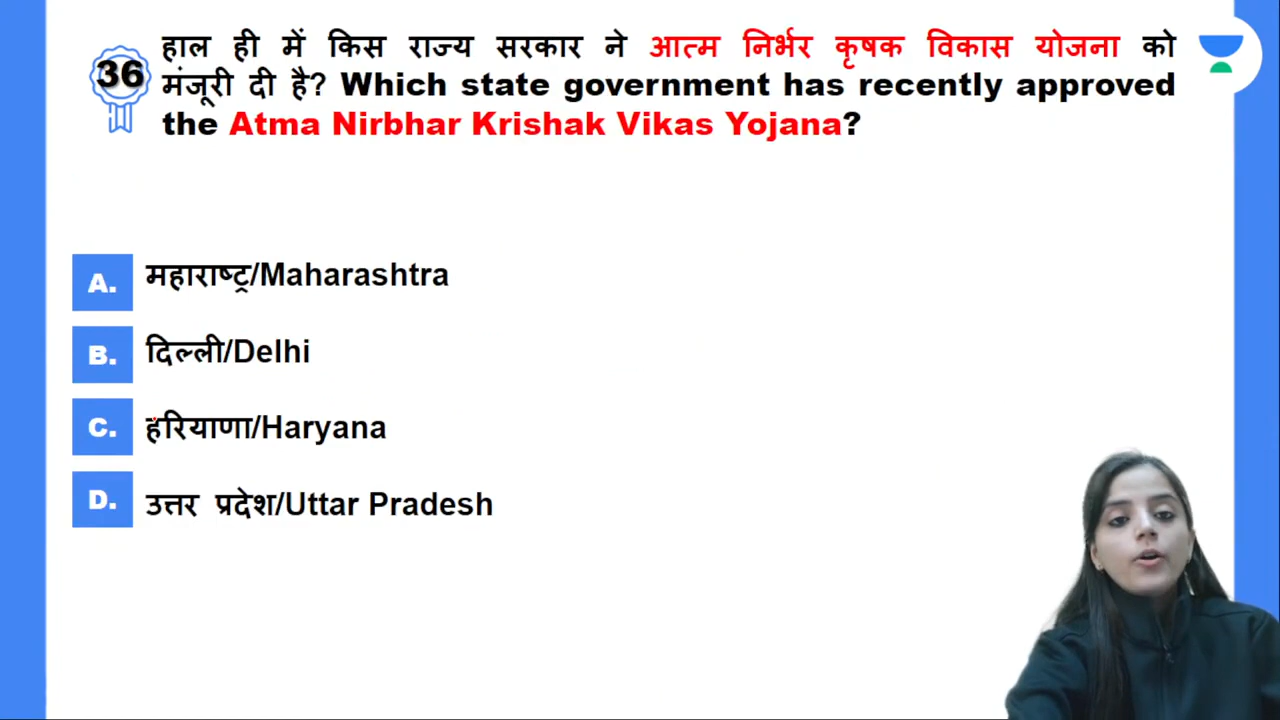 36
हाल ही में किस राज्य सरकार ने आत्म निर्भर कृषक विकास योजना को
मंजूरी दी है? Which state government has recently approved
the Atma Nirbhar Krishak Vikas Yojana?
A. महाराष्ट्र/Maharashtra
B. दिल्ली/Delhi
C. हरियाणा/Haryana
D. उत्तर प्रदेश/Uttar Pradesh